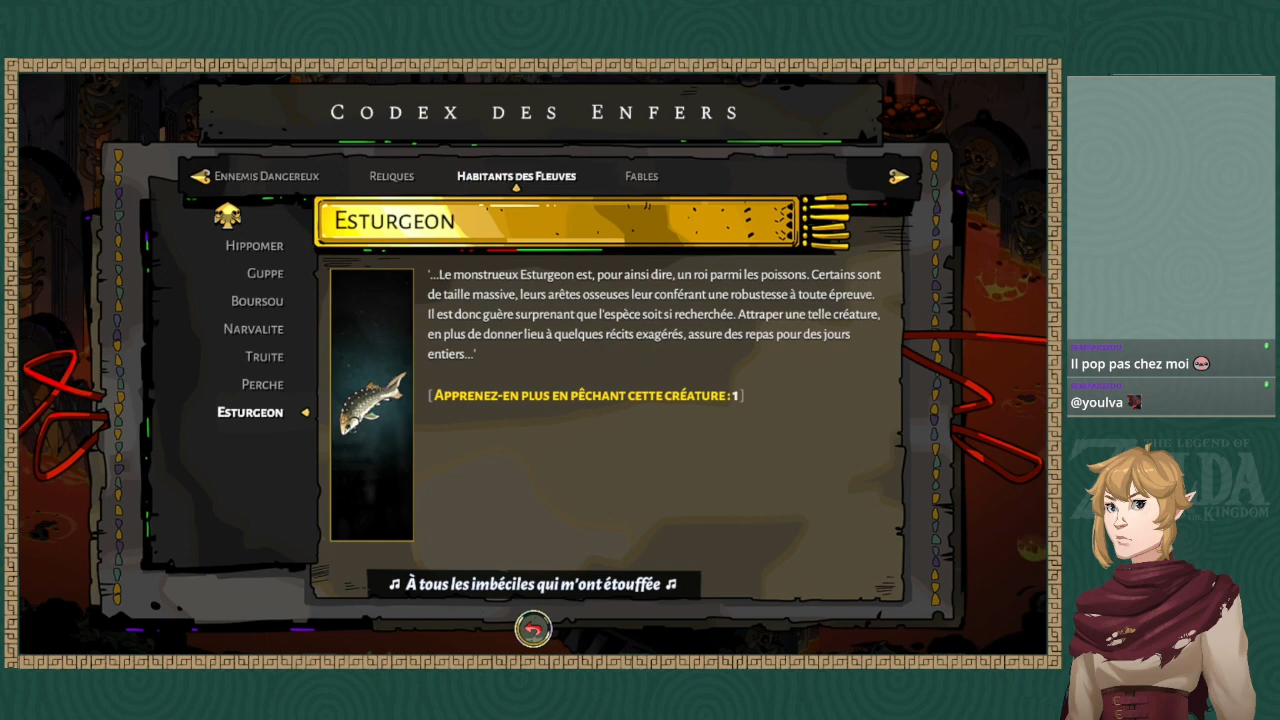 Codex des Enfers
Ennemis Dangereux
Reliques
Habitants des Fleuves
Fables
Esturgeon
Hippomer
Guppe
Boursou
Narvalite
Truite
Perche
Esturgeon
'...Le monstrueux Esturgeon est, pour ainsi dire, un roi parmi les poissons. Certains sont
de taille massive, leurs arêtes osseuses leur conférant une robustesse à toute épreuve.
Il est donc guère surprenant que l'espèce soit si recherchée. Attraper une telle créature,
en plus de donner lieu à quelques récits exagérés, assure des repas pour des jours
entiers...'
[ Apprenez-en plus en pêchant cette créature : 1 ]
♫ À tous les imbéciles qui m'ont étouffée ♫
Il pop pas chez moi
@youlva
THE LEGEND OF
ZELDA
KINGDOM